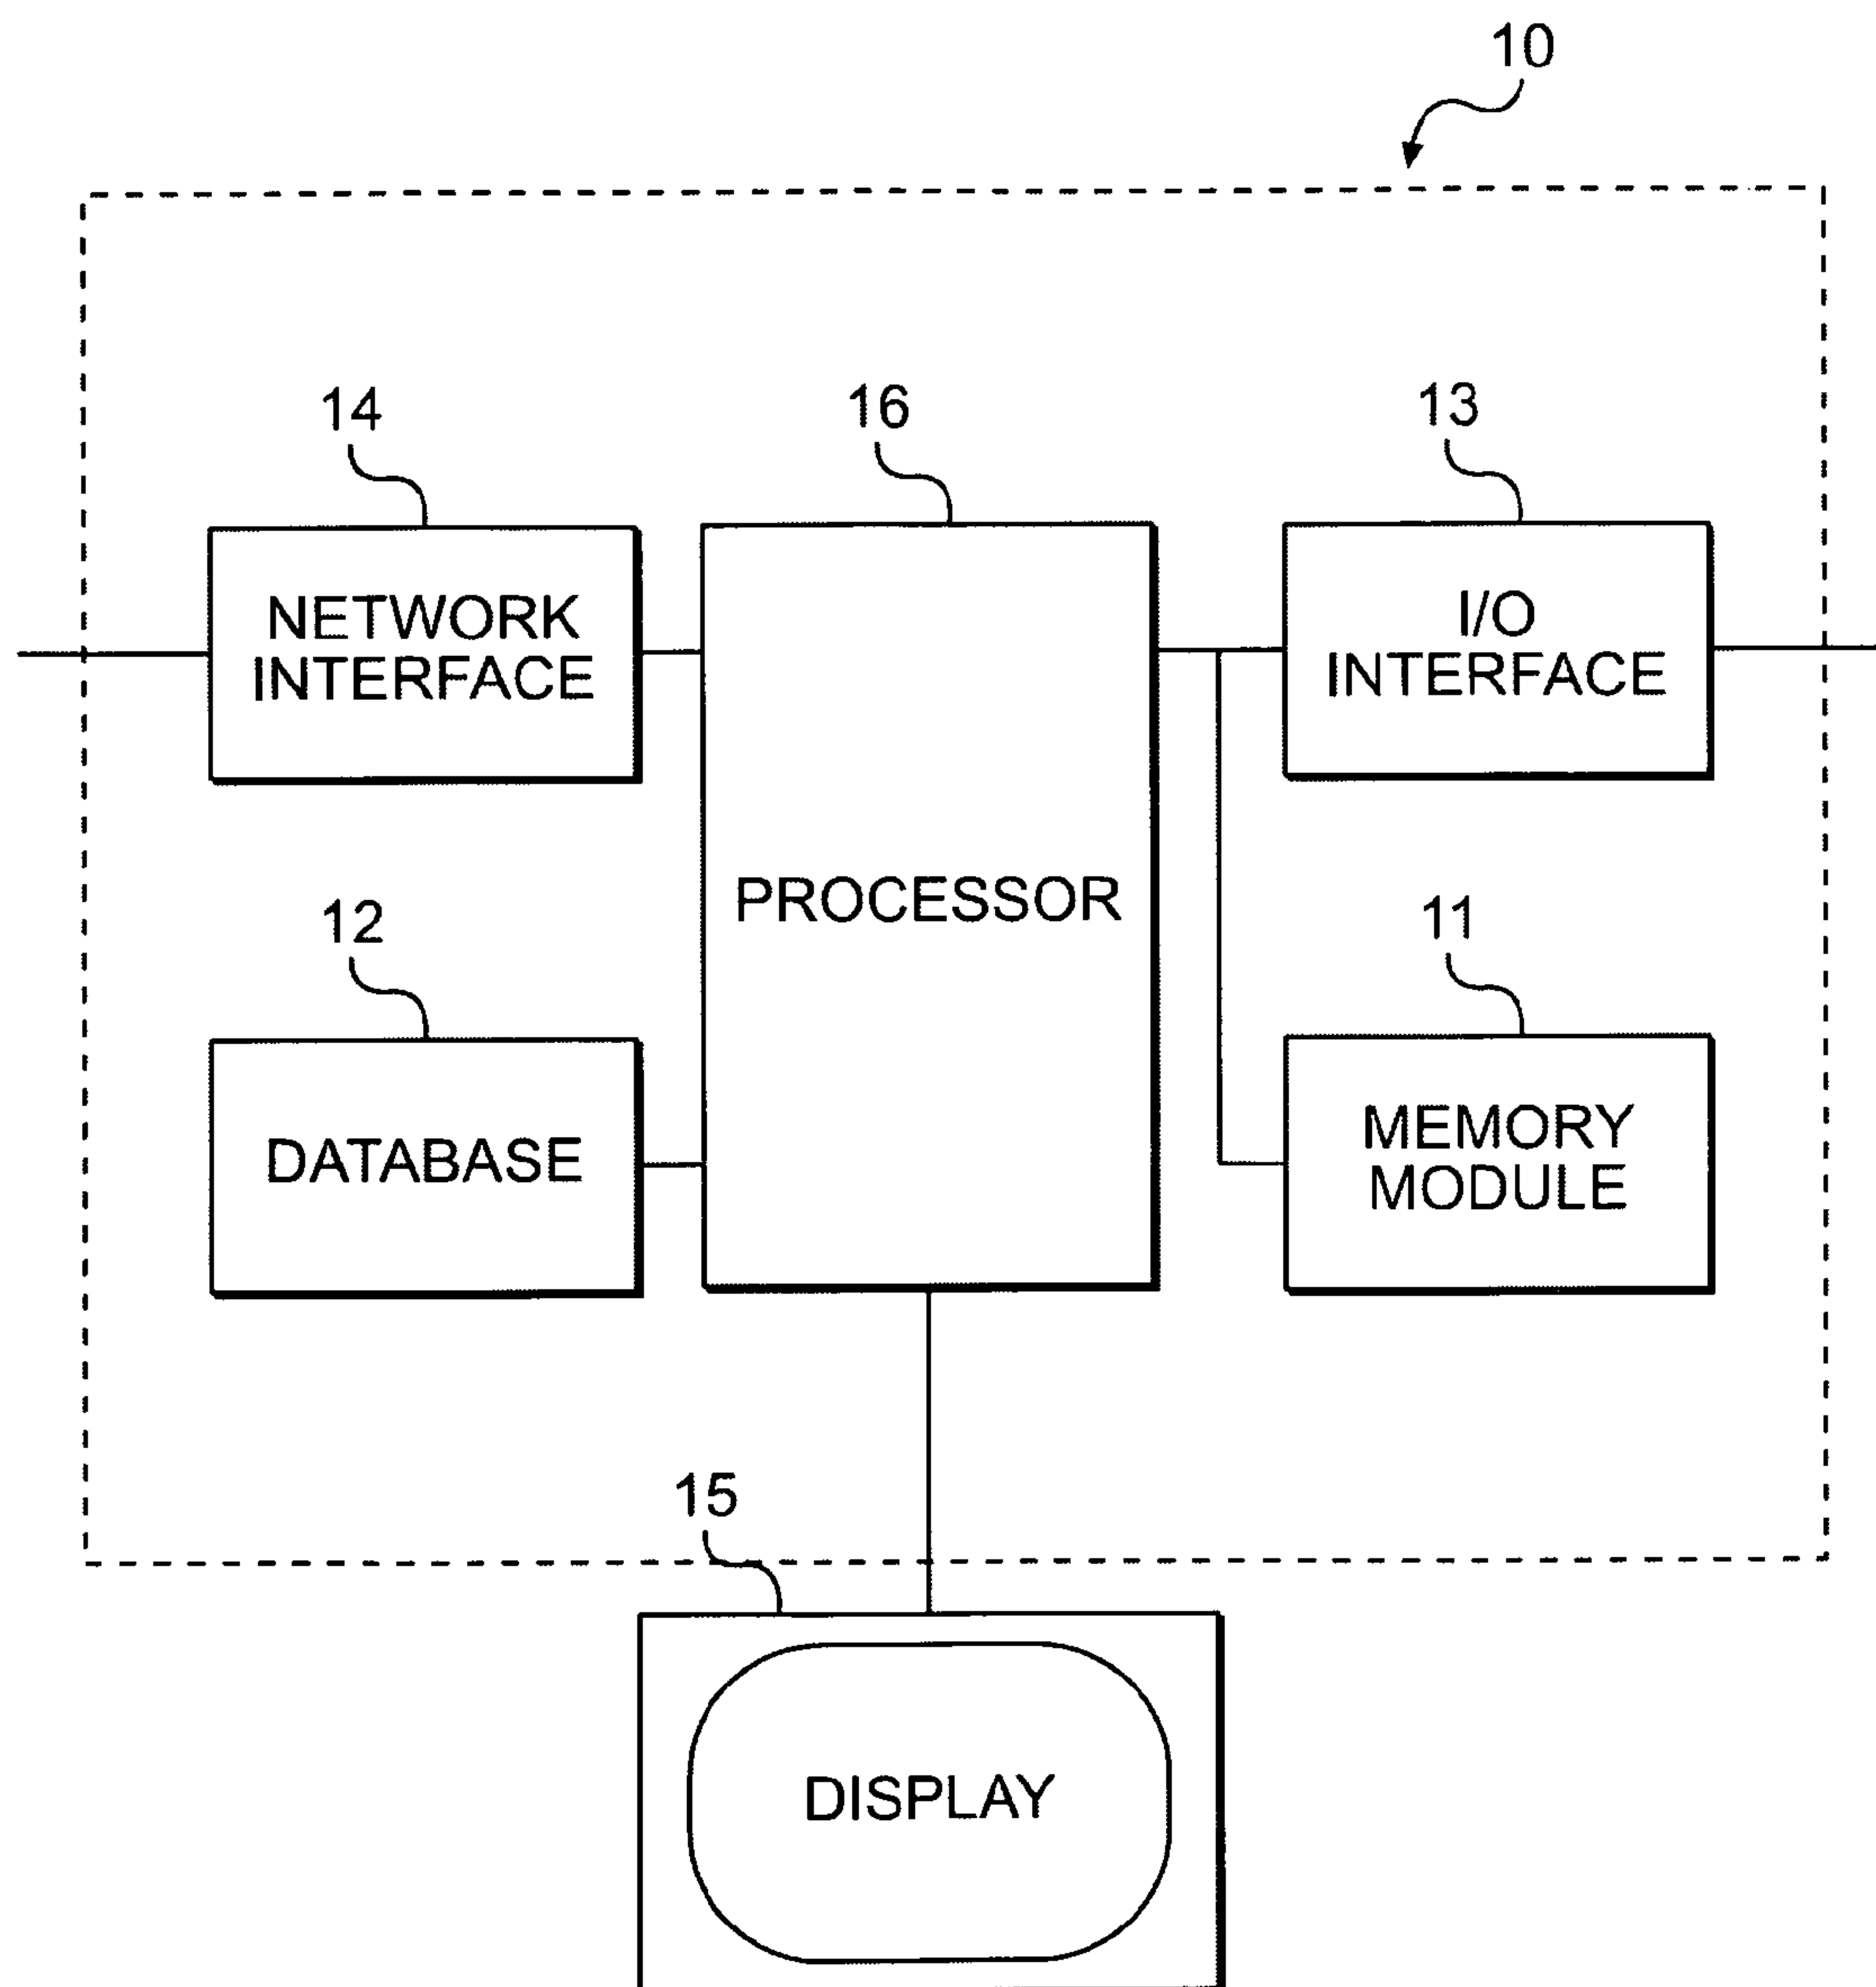 10
14
16
13
NETWORK
INTERFACE
I/O
INTERFACE
PROCESSOR
12
11
DATABASE
MEMORY
MODULE
15
DISPLAY